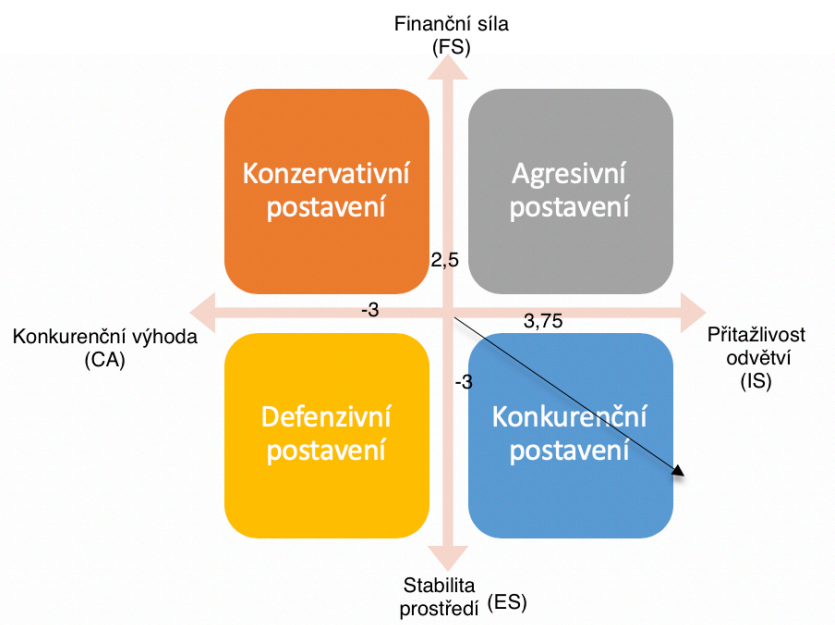 Finanční síla
(FS)
Konzervativní
postavení
Agresivní
postavení
2,5
-3
3,75
Konkurenční výhoda
(CA)
Přitažlivost
odvětví
(IS)
-3
Defenzivní
postavení
Konkurenční
postavení
Stabilita
prostředí (ES)